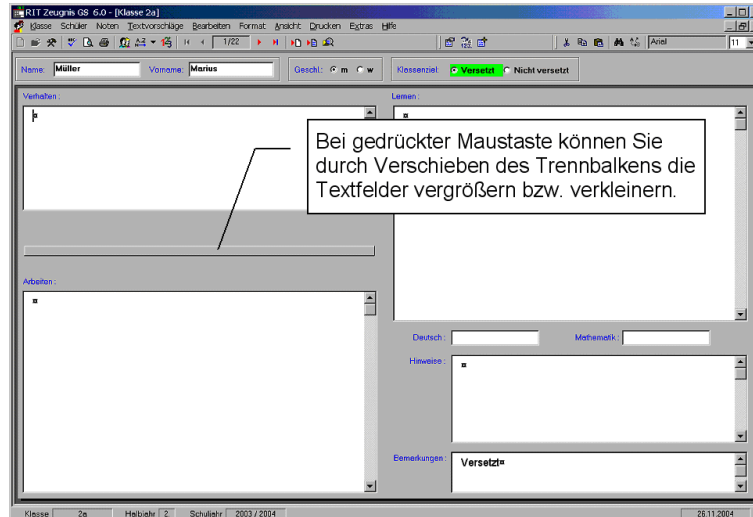 RIT Zeugnis GS 6.0 - [Klasse 2a]
Klasse Schüler Noten Textvorschläge Bearbeiten Format Ansicht Drucken Extras Hilfe
1/22 Arial 11
Name: Müller Vorname: Marius Geschl.: m w Klassenziel: Versetzt Nicht versetzt
Verhalten:
Lernen:
¤
¤
Bei gedrückter Maustaste können Sie
durch Verschieben des Trennbalkens die
Textfelder vergrößern bzw. verkleinern.
Arbeiten:
¤
Deutsch: Mathematik:
Hinweise: ¤
Bemerkungen: Versetzt¤
Klasse 2a Halbjahr 2 Schuljahr 2003 / 2004 26.11.2004